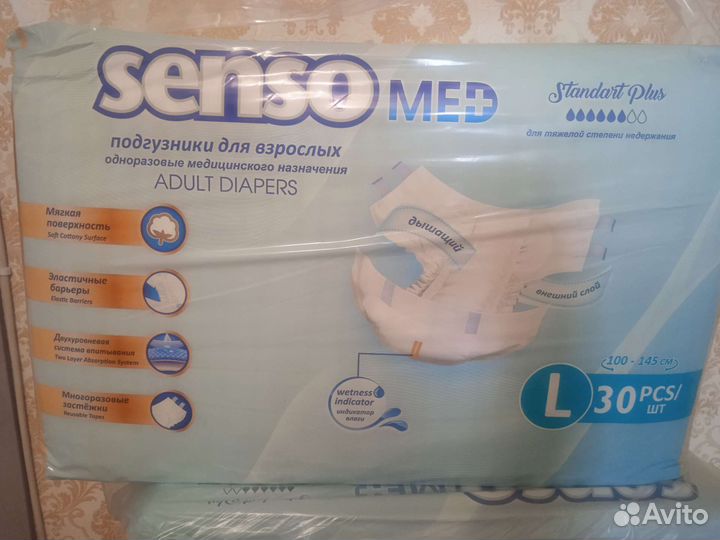 senso MED
Standart Plus
для тяжелой степени недержания
подгузники для взрослых
одноразовые медицинского назначения
ADULT DIAPERS
Мягкая
поверхность
Soft Cottony Surface
Эластичные
барьеры
Elastic Barriers
Двухуровневая
система впитывания
Two Layer Absorption System
Многоразовые
застёжки
Reusable Tapes
дышащий
внешний слой
wetness
indicator
индикатор
влаги
100 - 145 см
L 30 PCS/
ШТ
Avito